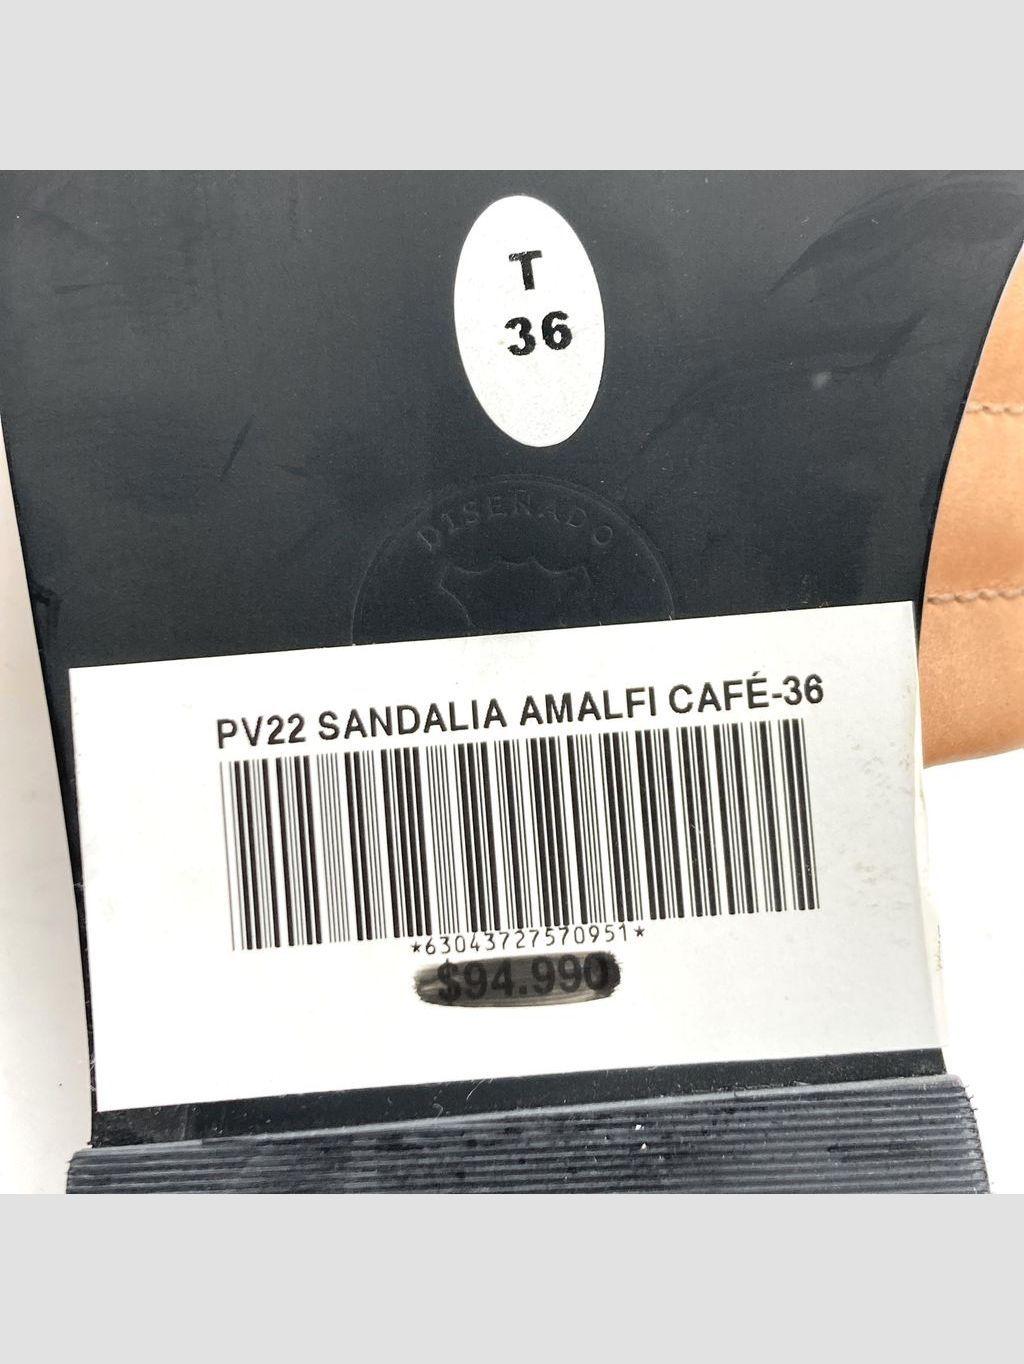 T
36
DISEÑADO
PV22 SANDALIA AMALFI CAFÉ-36
*63043727570951*
$94.990